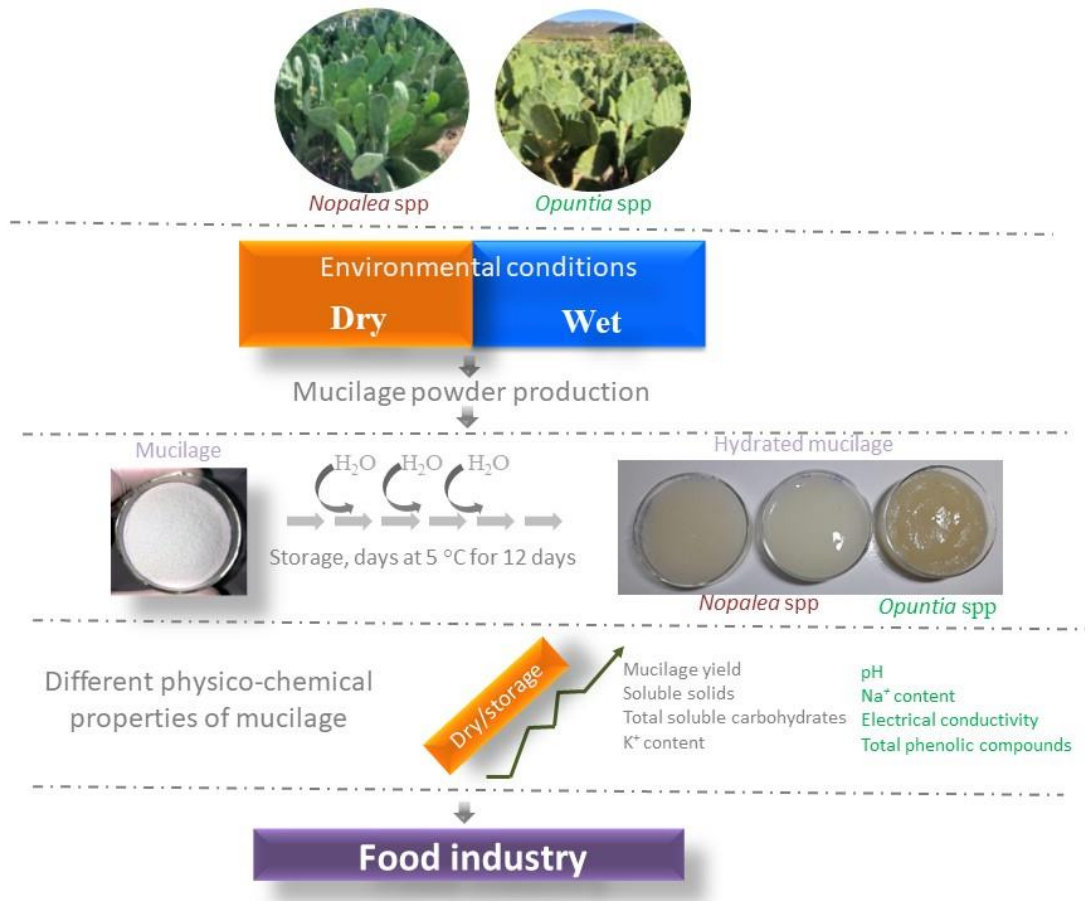 Nopalea spp
Opuntia spp
Environmental conditions
Dry
Wet
Mucilage powder production
Mucilage
H₂O
H₂O
H₂O
Storage, days at 5 °C for 12 days
Hydrated mucilage
Nopalea spp
Opuntia spp
Different physico-chemical
properties of mucilage
Dry/storage
Mucilage yield
Soluble solids
Total soluble carbohydrates
K⁺ content
pH
Na⁺ content
Electrical conductivity
Total phenolic compounds
Food industry